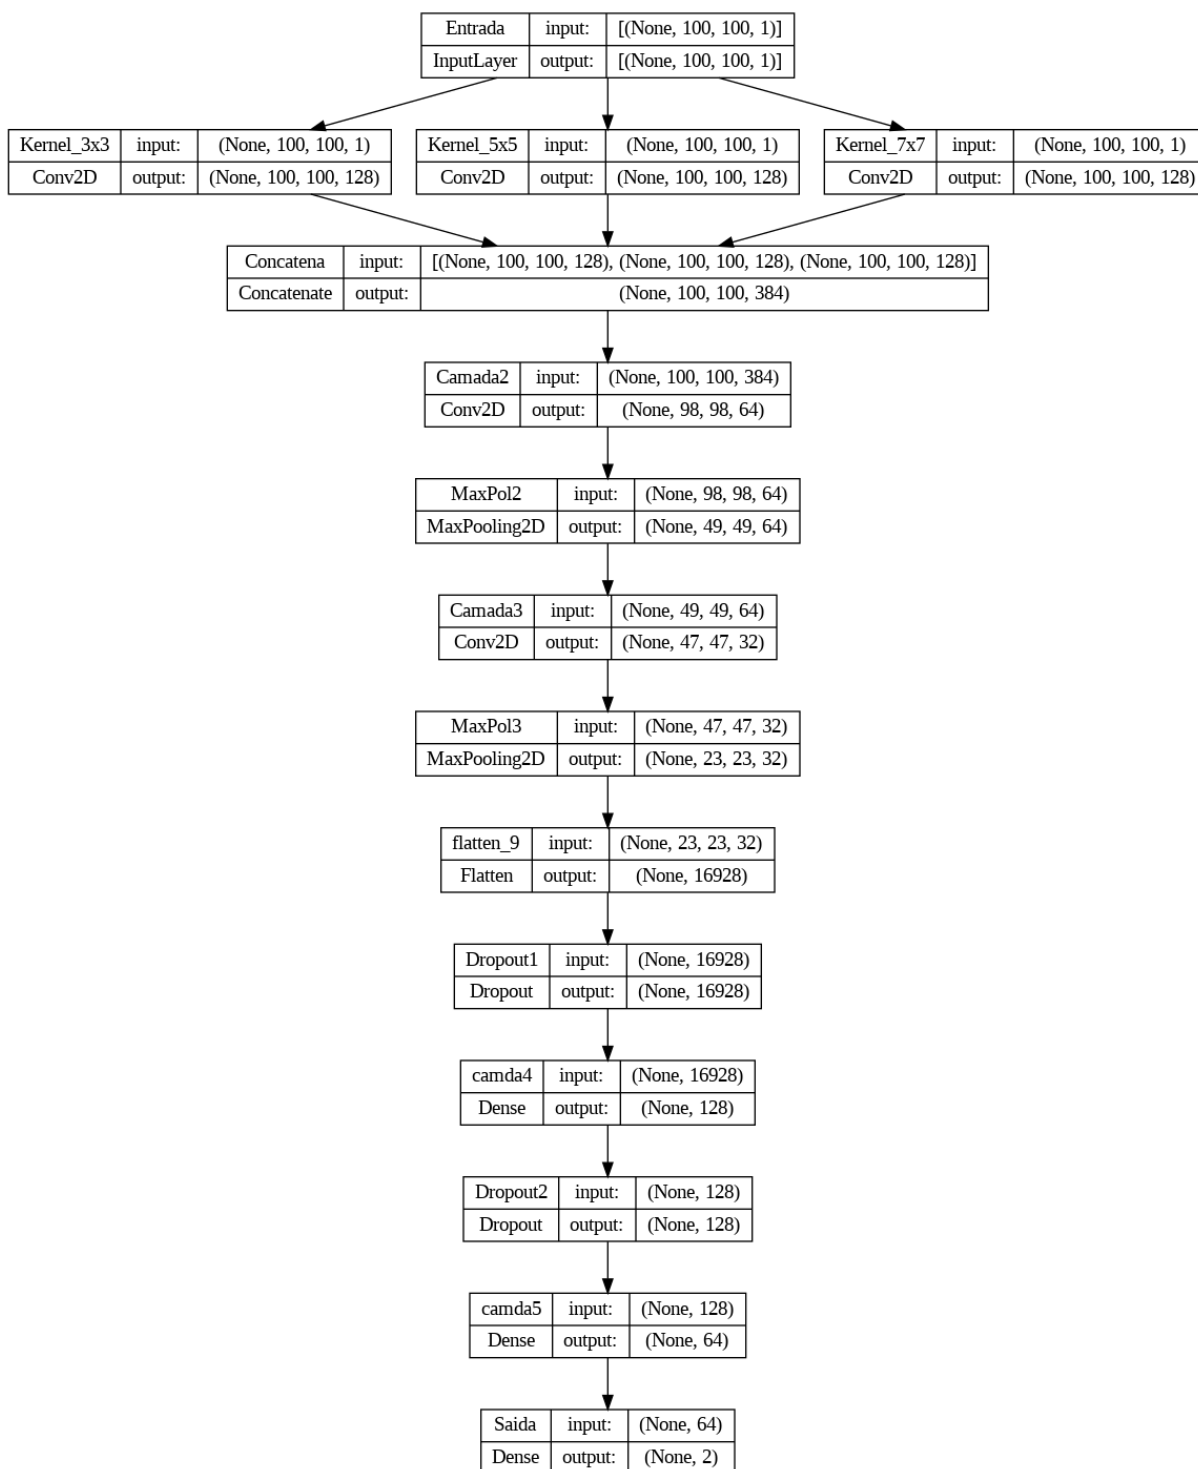 Entrada input: [(None, 100, 100, 1)]
InputLayer output: [(None, 100, 100, 1)]
Kernel_3x3 input: (None, 100, 100, 1)
Conv2D output: (None, 100, 100, 128)
Kernel_5x5 input: (None, 100, 100, 1)
Conv2D output: (None, 100, 100, 128)
Kernel_7x7 input: (None, 100, 100, 1)
Conv2D output: (None, 100, 100, 128)
Concatena input: [(None, 100, 100, 128), (None, 100, 100, 128), (None, 100, 100, 128)]
Concatenate output: (None, 100, 100, 384)
Camada2 input: (None, 100, 100, 384)
Conv2D output: (None, 98, 98, 64)
MaxPol2 input: (None, 98, 98, 64)
MaxPooling2D output: (None, 49, 49, 64)
Camada3 input: (None, 49, 49, 64)
Conv2D output: (None, 47, 47, 32)
MaxPol3 input: (None, 47, 47, 32)
MaxPooling2D output: (None, 23, 23, 32)
flatten_9 input: (None, 23, 23, 32)
Flatten output: (None, 16928)
Dropout1 input: (None, 16928)
Dropout output: (None, 16928)
camda4 input: (None, 16928)
Dense output: (None, 128)
Dropout2 input: (None, 128)
Dropout output: (None, 128)
camda5 input: (None, 128)
Dense output: (None, 64)
Saida input: (None, 64)
Dense output: (None, 2)